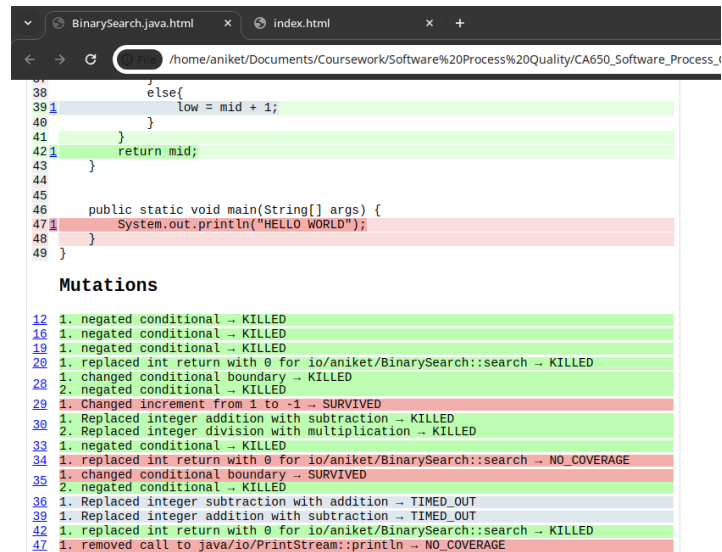 BinarySearch.java.html × index.html × +
File /home/aniket/Documents/Coursework/Software%20Process%20Quality/CA650_Software_Process_
37 }
38 else{
39 1 low = mid + 1;
40 }
41 }
42 1 return mid;
43 }
44
45
46 public static void main(String[] args) {
47 1 System.out.println("HELLO WORLD");
48 }
49 }
Mutations
12 1. negated conditional → KILLED
16 1. negated conditional → KILLED
19 1. negated conditional → KILLED
20 1. replaced int return with 0 for io/aniket/BinarySearch::search → KILLED
28 1. changed conditional boundary → KILLED
2. negated conditional → KILLED
29 1. Changed increment from 1 to -1 → SURVIVED
30 1. Replaced integer addition with subtraction → KILLED
2. Replaced integer division with multiplication → KILLED
33 1. negated conditional → KILLED
34 1. replaced int return with 0 for io/aniket/BinarySearch::search → NO_COVERAGE
35 1. changed conditional boundary → SURVIVED
2. negated conditional → KILLED
36 1. Replaced integer subtraction with addition → TIMED_OUT
39 1. Replaced integer addition with subtraction → TIMED_OUT
42 1. replaced int return with 0 for io/aniket/BinarySearch::search → KILLED
47 1. removed call to java/io/PrintStream::println → NO_COVERAGE